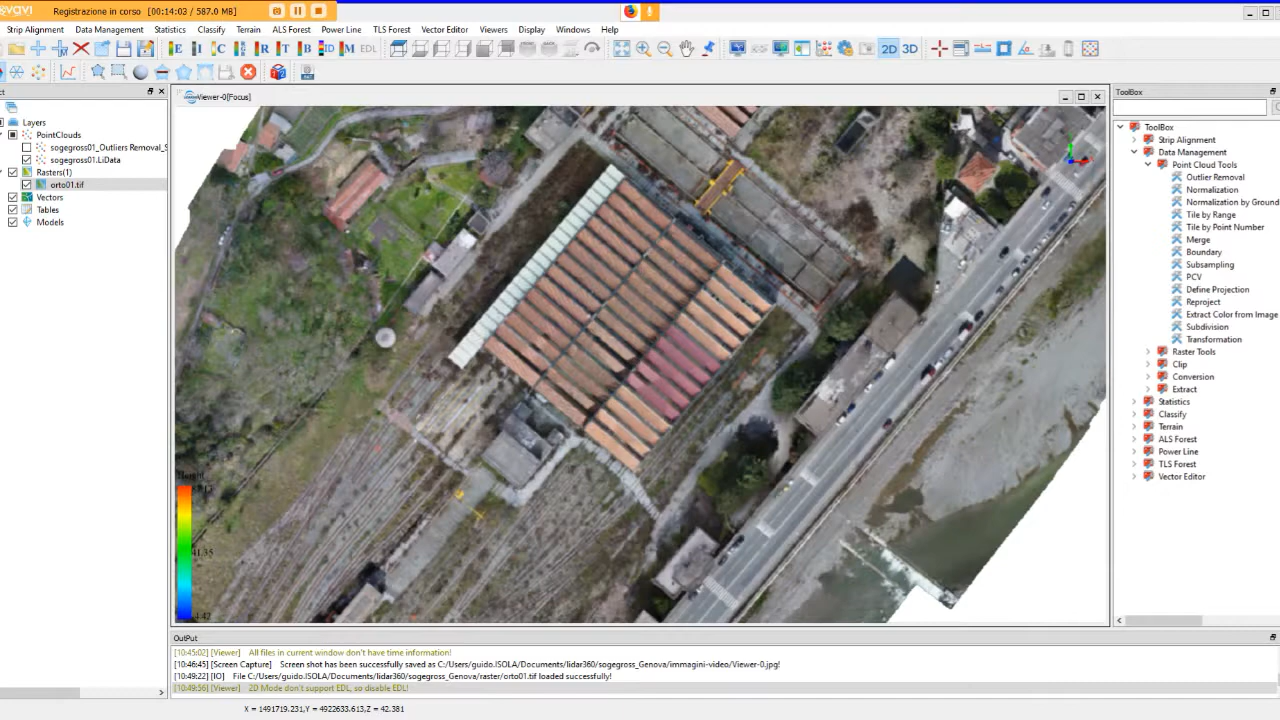 Registrazione in corso [00:14:03 / 587.0 MB]
Strip Alignment Data Management Statistics Classify Terrain ALS Forest Power Line TLS Forest Vector Editor Viewers Display Windows Help
E I C R T B ID M EDL 2D 3D
Viewer-0[Focus]
ToolBox
Layers
PointClouds
sogegross01_Outliers Removal_S
sogegross01.LiData
Rasters(1)
orto01.tif
Vectors
Tables
Models
ToolBox
Strip Alignment
Data Management
Point Cloud Tools
Outlier Removal
Normalization
Normalization by Ground
Tile by Range
Tile by Point Number
Merge
Boundary
Subsampling
PCV
Define Projection
Reproject
Extract Color from Image
Subdivision
Transformation
Raster Tools
Clip
Conversion
Extract
Statistics
Classify
Terrain
ALS Forest
Power Line
TLS Forest
Vector Editor
OutPut
[10:45:02] [Viewer] All files in current window don't have time information!
[10:46:45] [Screen Capture] Screen shot has been successfully saved as C:/Users/guido.ISOLA/Documents/lidar360/sogegross_Genova/immagini-video/Viewer-0.jpg!
[10:49:22] [IO] File C:/Users/guido.ISOLA/Documents/lidar360/sogegross_Genova/raster/orto01.tif loaded successfully!
[10:49:56] [Viewer] 2D Mode don't support EDL, so disable EDL!
X = 1491719.231, Y = 4922633.613, Z = 42.381